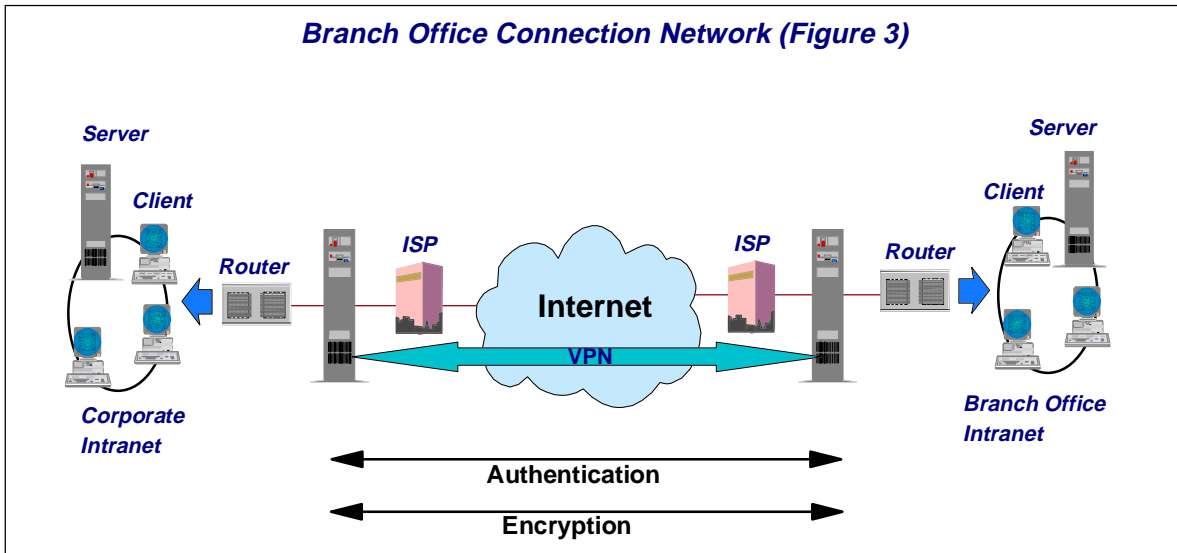 Branch Office Connection Network (Figure 3)
Server
Server
Client
Client
ISP
ISP
Router
Router
Internet
VPN
Corporate
Intranet
Branch Office
Intranet
Authentication
Encryption